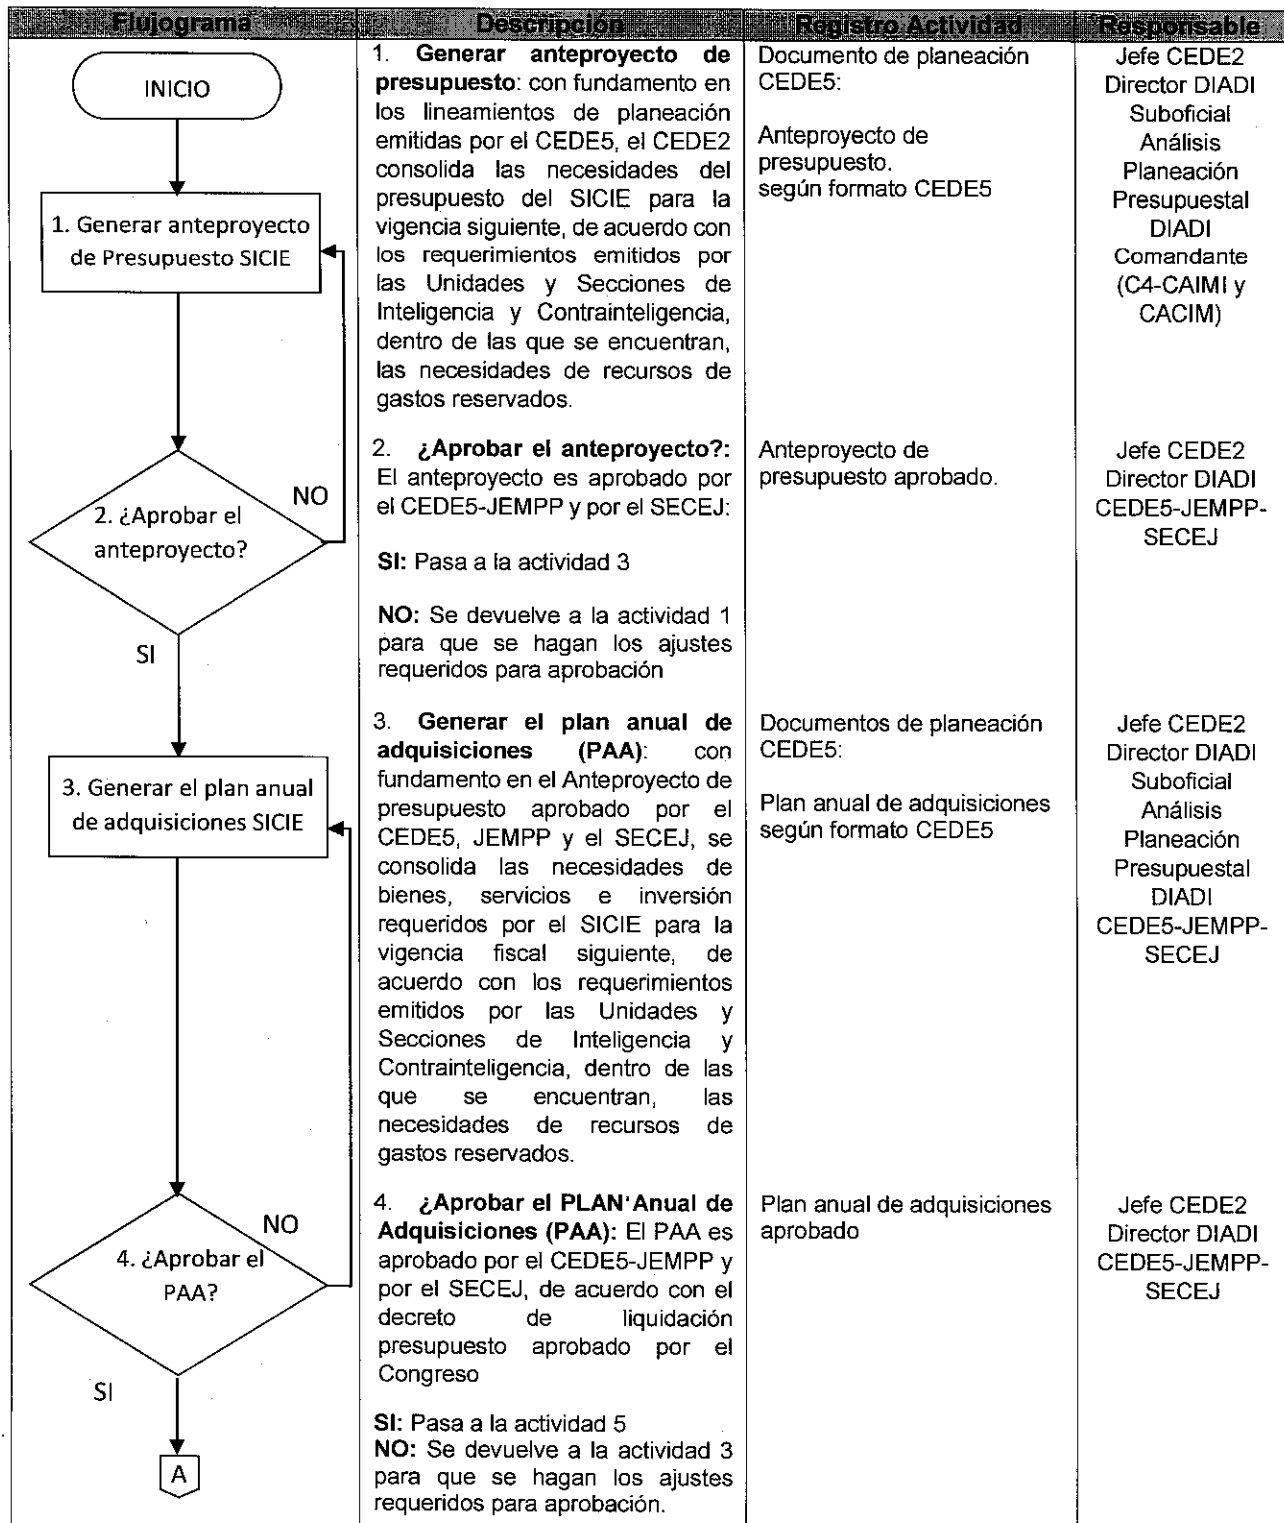 Flujograma
Descripción
Registro Actividad
Responsable
INICIO
1. Generar anteproyecto
de Presupuesto SICIE
NO
2. ¿Aprobar el
anteproyecto?
SI
3. Generar el plan anual
de adquisiciones SICIE
NO
4. ¿Aprobar el
PAA?
SI
A
1. Generar anteproyecto de
presupuesto: con fundamento en
los lineamientos de planeación
emitidas por el CEDE5, el CEDE2
consolida las necesidades del
presupuesto del SICIE para la
vigencia siguiente, de acuerdo con
los requerimientos emitidos por
las Unidades y Secciones de
Inteligencia y Contrainteligencia,
dentro de las que se encuentran,
las necesidades de recursos de
gastos reservados.
Documento de planeación
CEDE5:
Anteproyecto de
presupuesto.
según formato CEDE5
Jefe CEDE2
Director DIADI
Suboficial
Análisis
Planeación
Presupuestal
DIADI
Comandante
(C4-CAIMI y
CACIM)
2. ¿Aprobar el anteproyecto?:
El anteproyecto es aprobado por
el CEDE5-JEMPP y por el SECEJ:
SI: Pasa a la actividad 3
NO: Se devuelve a la actividad 1
para que se hagan los ajustes
requeridos para aprobación
Anteproyecto de
presupuesto aprobado.
Jefe CEDE2
Director DIADI
CEDE5-JEMPP-
SECEJ
3. Generar el plan anual de
adquisiciones (PAA): con
fundamento en el Anteproyecto de
presupuesto aprobado por el
CEDE5, JEMPP y el SECEJ, se
consolida las necesidades de
bienes, servicios e inversión
requeridos por el SICIE para la
vigencia fiscal siguiente, de
acuerdo con los requerimientos
emitidos por las Unidades y
Secciones de Inteligencia y
Contrainteligencia, dentro de las
que se encuentran, las
necesidades de recursos de
gastos reservados.
Documentos de planeación
CEDE5:
Plan anual de adquisiciones
según formato CEDE5
Jefe CEDE2
Director DIADI
Suboficial
Análisis
Planeación
Presupuestal
DIADI
CEDE5-JEMPP-
SECEJ
4. ¿Aprobar el PLAN Anual de
Adquisiciones (PAA): El PAA es
aprobado por el CEDE5-JEMPP y
por el SECEJ, de acuerdo con el
decreto de liquidación
presupuesto aprobado por el
Congreso
SI: Pasa a la actividad 5
NO: Se devuelve a la actividad 3
para que se hagan los ajustes
requeridos para aprobación.
Plan anual de adquisiciones
aprobado
Jefe CEDE2
Director DIADI
CEDE5-JEMPP-
SECEJ